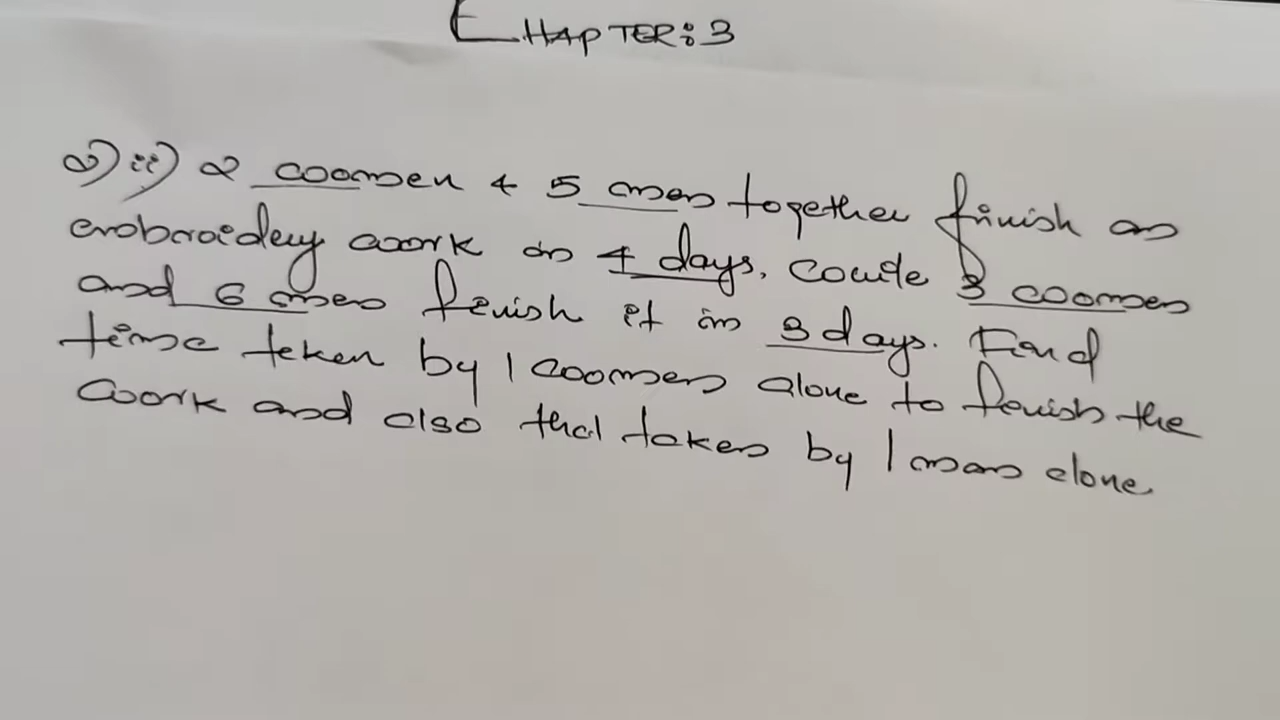 CHAPTER:3
2) ii) 2 women + 5 men together finish an
embroidery work in 4 days, while 3 women
and 6 men finish it in 3 days. Find
time taken by 1 women alone to finish the
work and also that taken by 1 man alone.